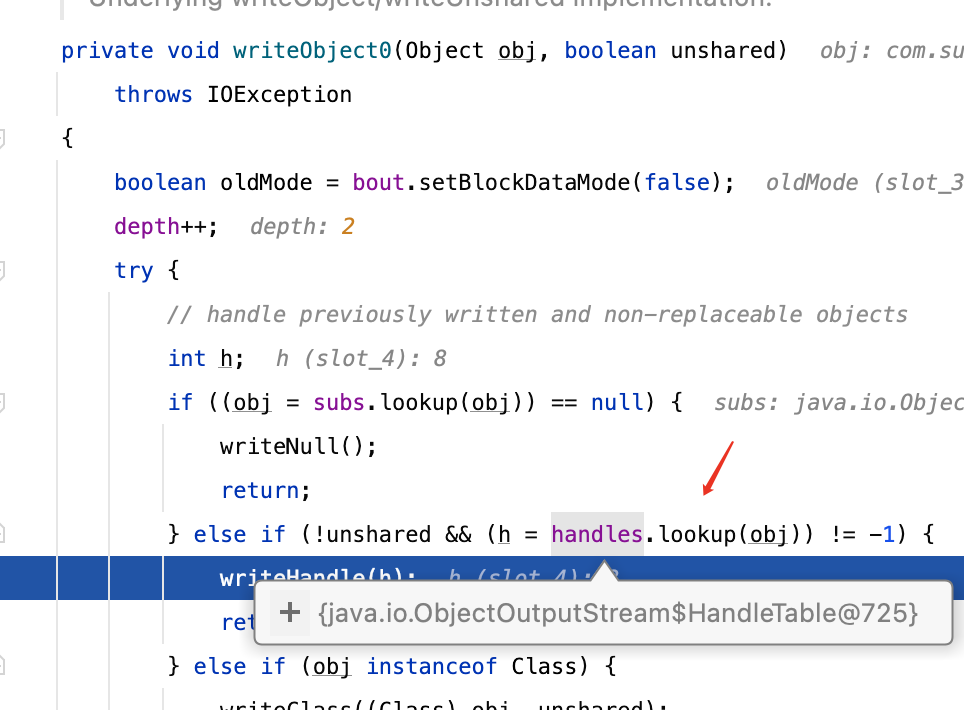 Underlying writeObject/writeUnshared implementation.
private void writeObject0(Object obj, boolean unshared)   obj: com.su
throws IOException
{
boolean oldMode = bout.setBlockDataMode(false);   oldMode (slot_3
depth++;   depth: 2
try {
// handle previously written and non-replaceable objects
int h;   h (slot_4): 8
if ((obj = subs.lookup(obj)) == null) {   subs: java.io.Objec
writeNull();
return;
} else if (!unshared && (h = handles.lookup(obj)) != -1) {
writeHandle(h);   h (slot_4): 8
ret
+ {java.io.ObjectOutputStream$HandleTable@725}
} else if (obj instanceof Class) {
writeClass((Class) obj, unshared);